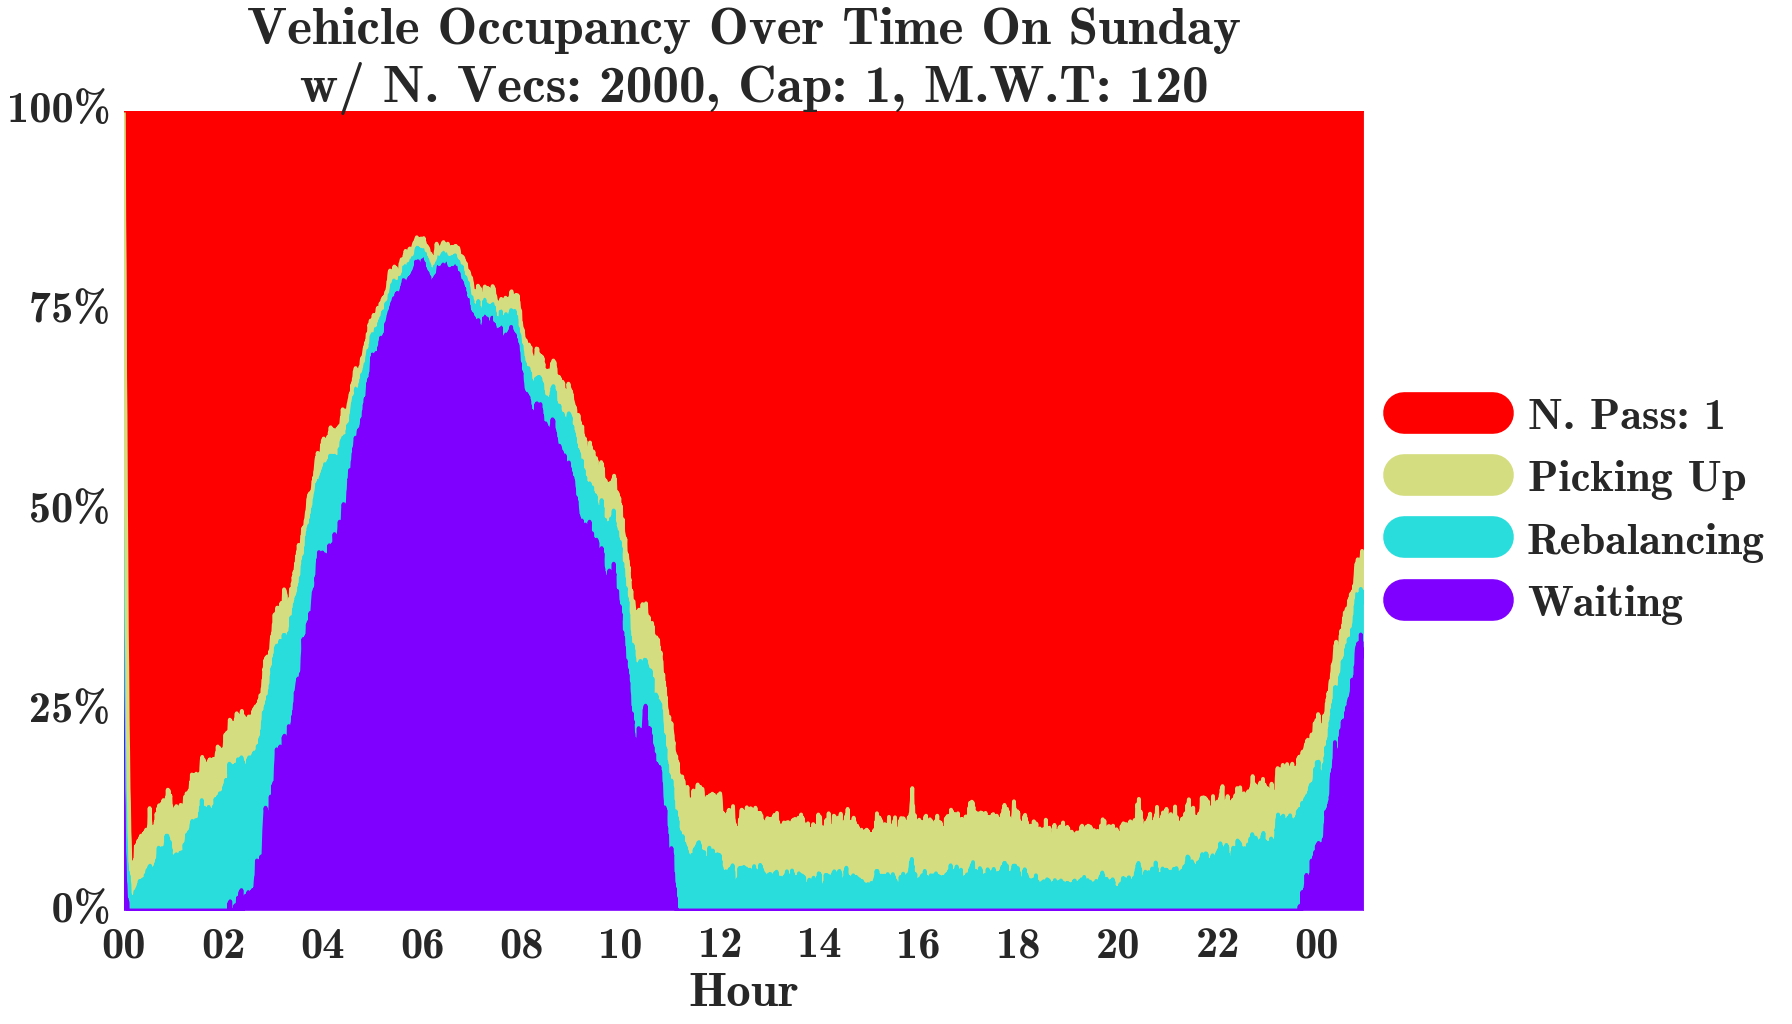 Vehicle Occupancy Over Time On Sunday
w/ N. Vecs: 2000, Cap: 1, M.W.T: 120
100%
75%
50%
25%
0%
00 02 04 06 08 10 12 14 16 18 20 22 00
Hour
N. Pass: 1
Picking Up
Rebalancing
Waiting